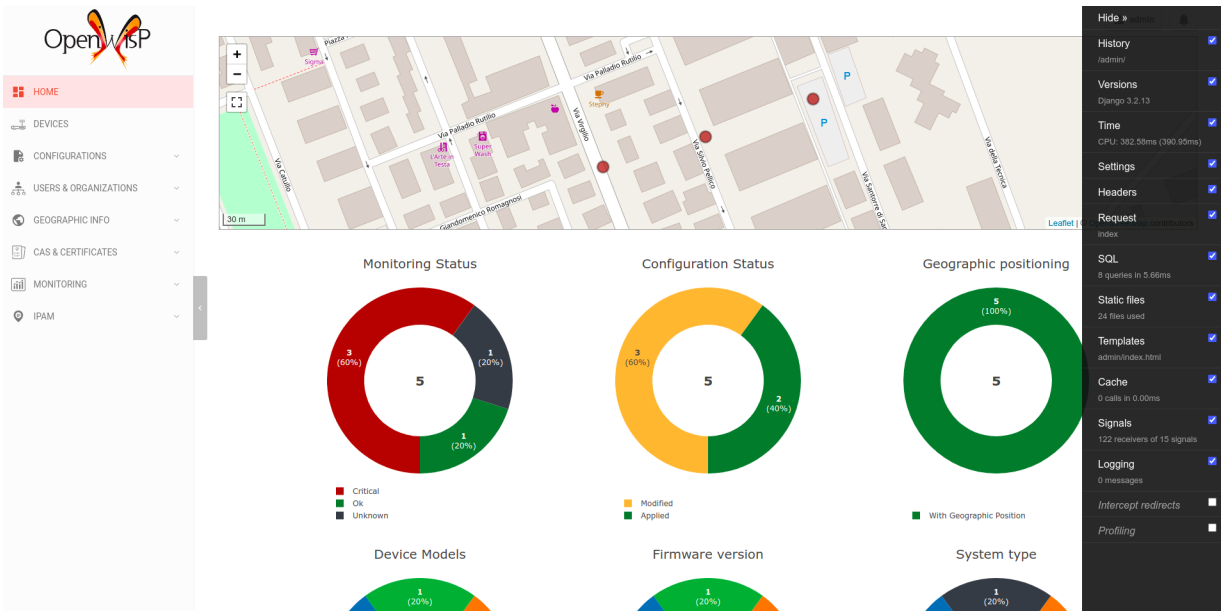 OpenWISP
HOME
DEVICES
CONFIGURATIONS
USERS & ORGANIZATIONS
GEOGRAPHIC INFO
CAS & CERTIFICATES
MONITORING
IPAM
+
−
Sigma
Via Palladio Rutilio
Stephy
P
P
Via Palladio Rutilio
L'Arte in
Testa
Super
Wash
Via Virgilio
Via Catullo
Via Silvio Pellico
Via della Tecnica
Giandomenico Romagnosi
30 m
Leaflet |
Monitoring Status
3
(60%)
1
(20%)
1
(20%)
5
Critical
Ok
Unknown
Configuration Status
3
(60%)
2
(40%)
5
Modified
Applied
Geographic positioning
5
(100%)
5
With Geographic Position
Device Models
1
(20%)
Firmware version
1
(20%)
System type
1
(20%)
Hide »
History
/admin/
Versions
Django 3.2.13
Time
CPU: 382.58ms (390.95ms)
Settings
Headers
Request
index
SQL
8 queries in 5.66ms
Static files
24 files used
Templates
admin/index.html
Cache
0 calls in 0.00ms
Signals
122 receivers of 15 signals
Logging
0 messages
Intercept redirects
Profiling